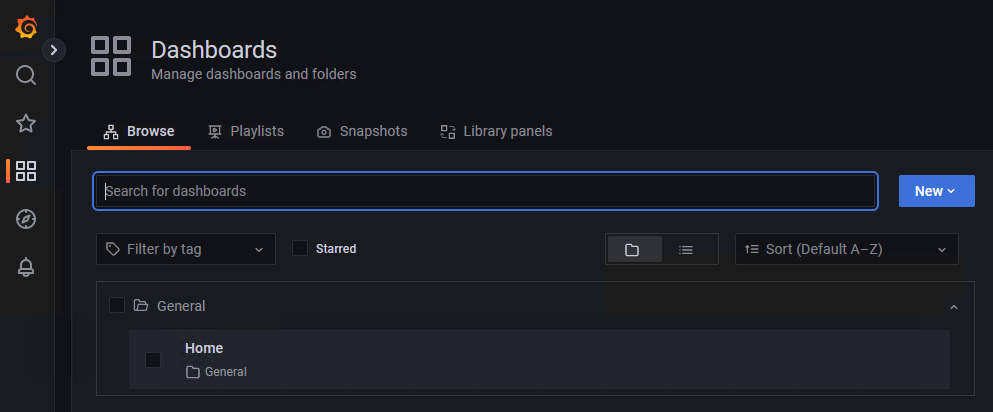 Dashboards
Manage dashboards and folders
Browse Playlists Snapshots Library panels
Search for dashboards New
Filter by tag Starred Sort (Default A–Z)
General
Home
General